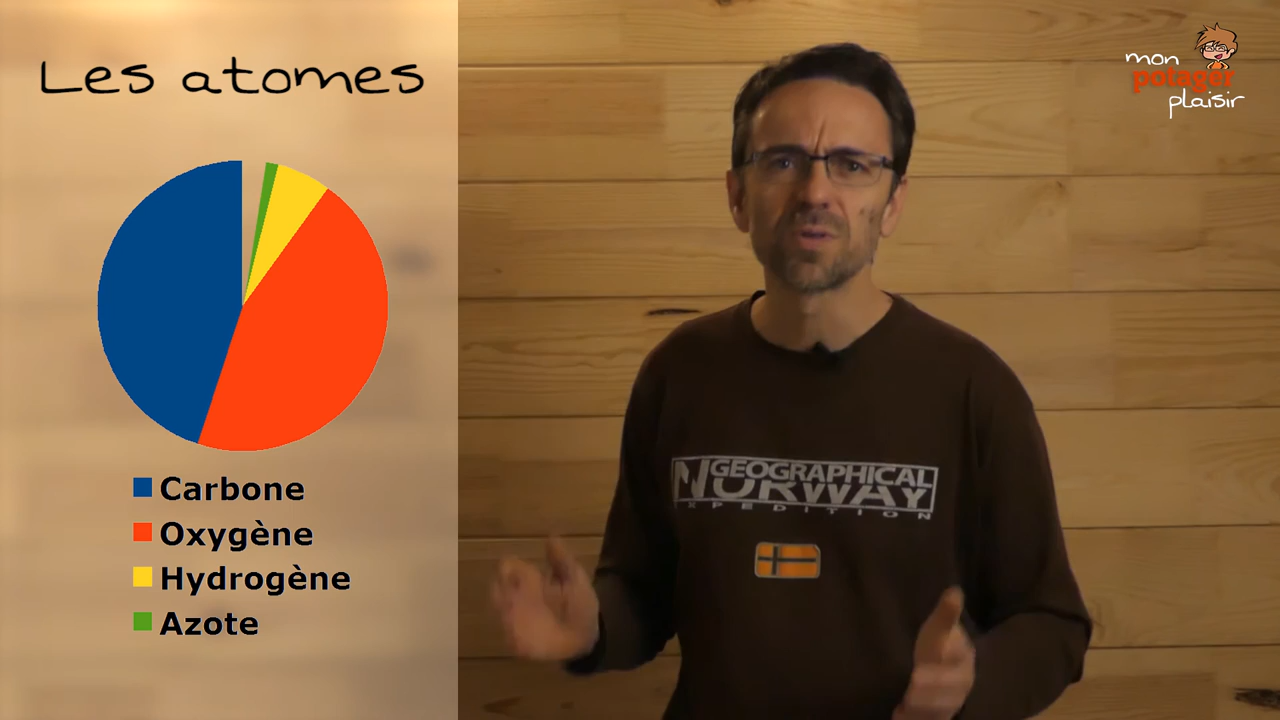 Les atomes
Carbone
Oxygène
Hydrogène
Azote
mon
potager
plaisir
GEOGRAPHICAL
NORWAY
EXPEDITION